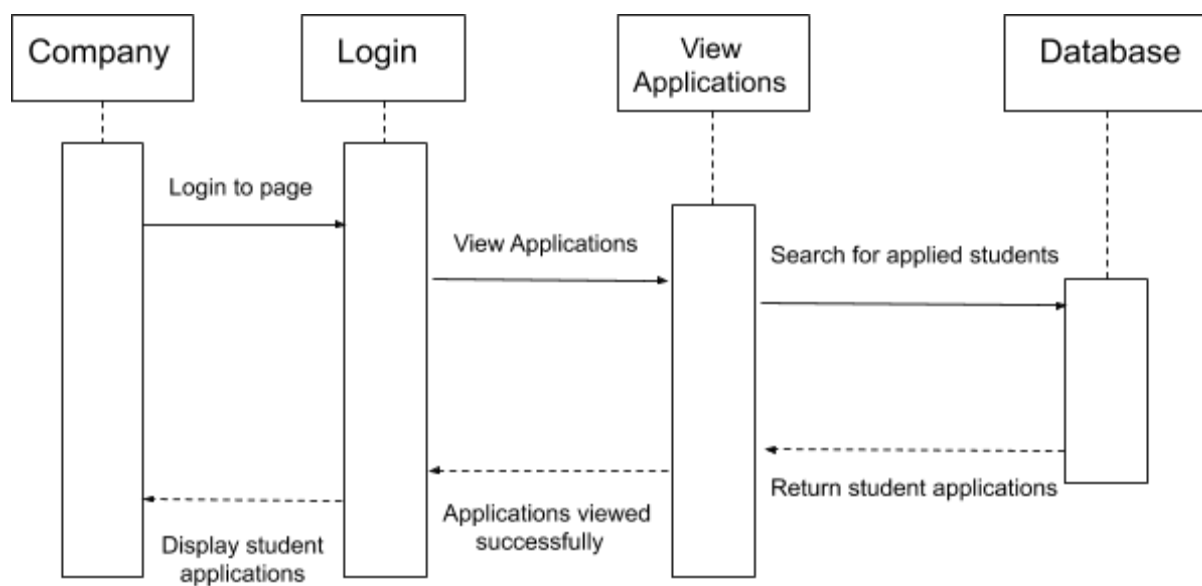 Company
Login
View
Applications
Database
Login to page
View Applications
Search for applied students
Return student applications
Applications viewed
successfully
Display student
applications